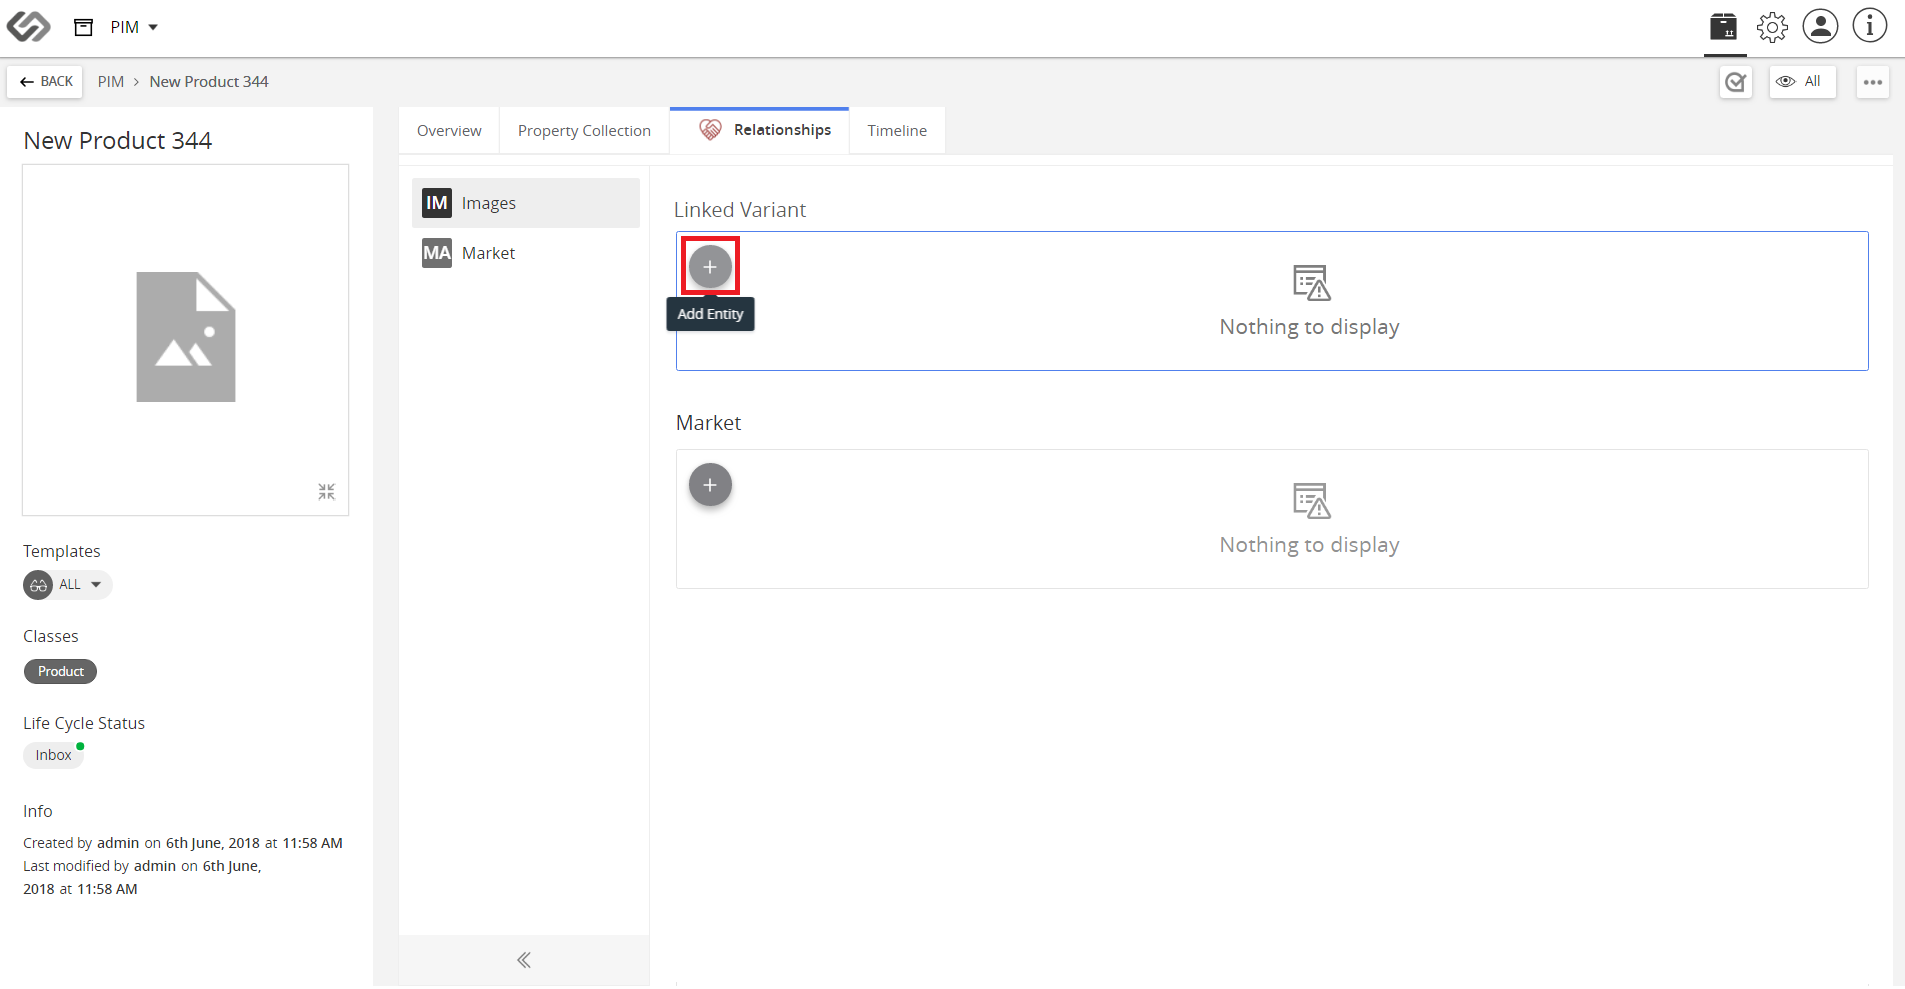 PIM
BACK PIM > New Product 344
All
New Product 344
Overview
Property Collection
Relationships
Timeline
IM Images
MA Market
Linked Variant
+
Add Entity
Nothing to display
Market
+
Nothing to display
Templates
ALL
Classes
Product
Life Cycle Status
Inbox
Info
Created by admin on 6th June, 2018 at 11:58 AM
Last modified by admin on 6th June,
2018 at 11:58 AM